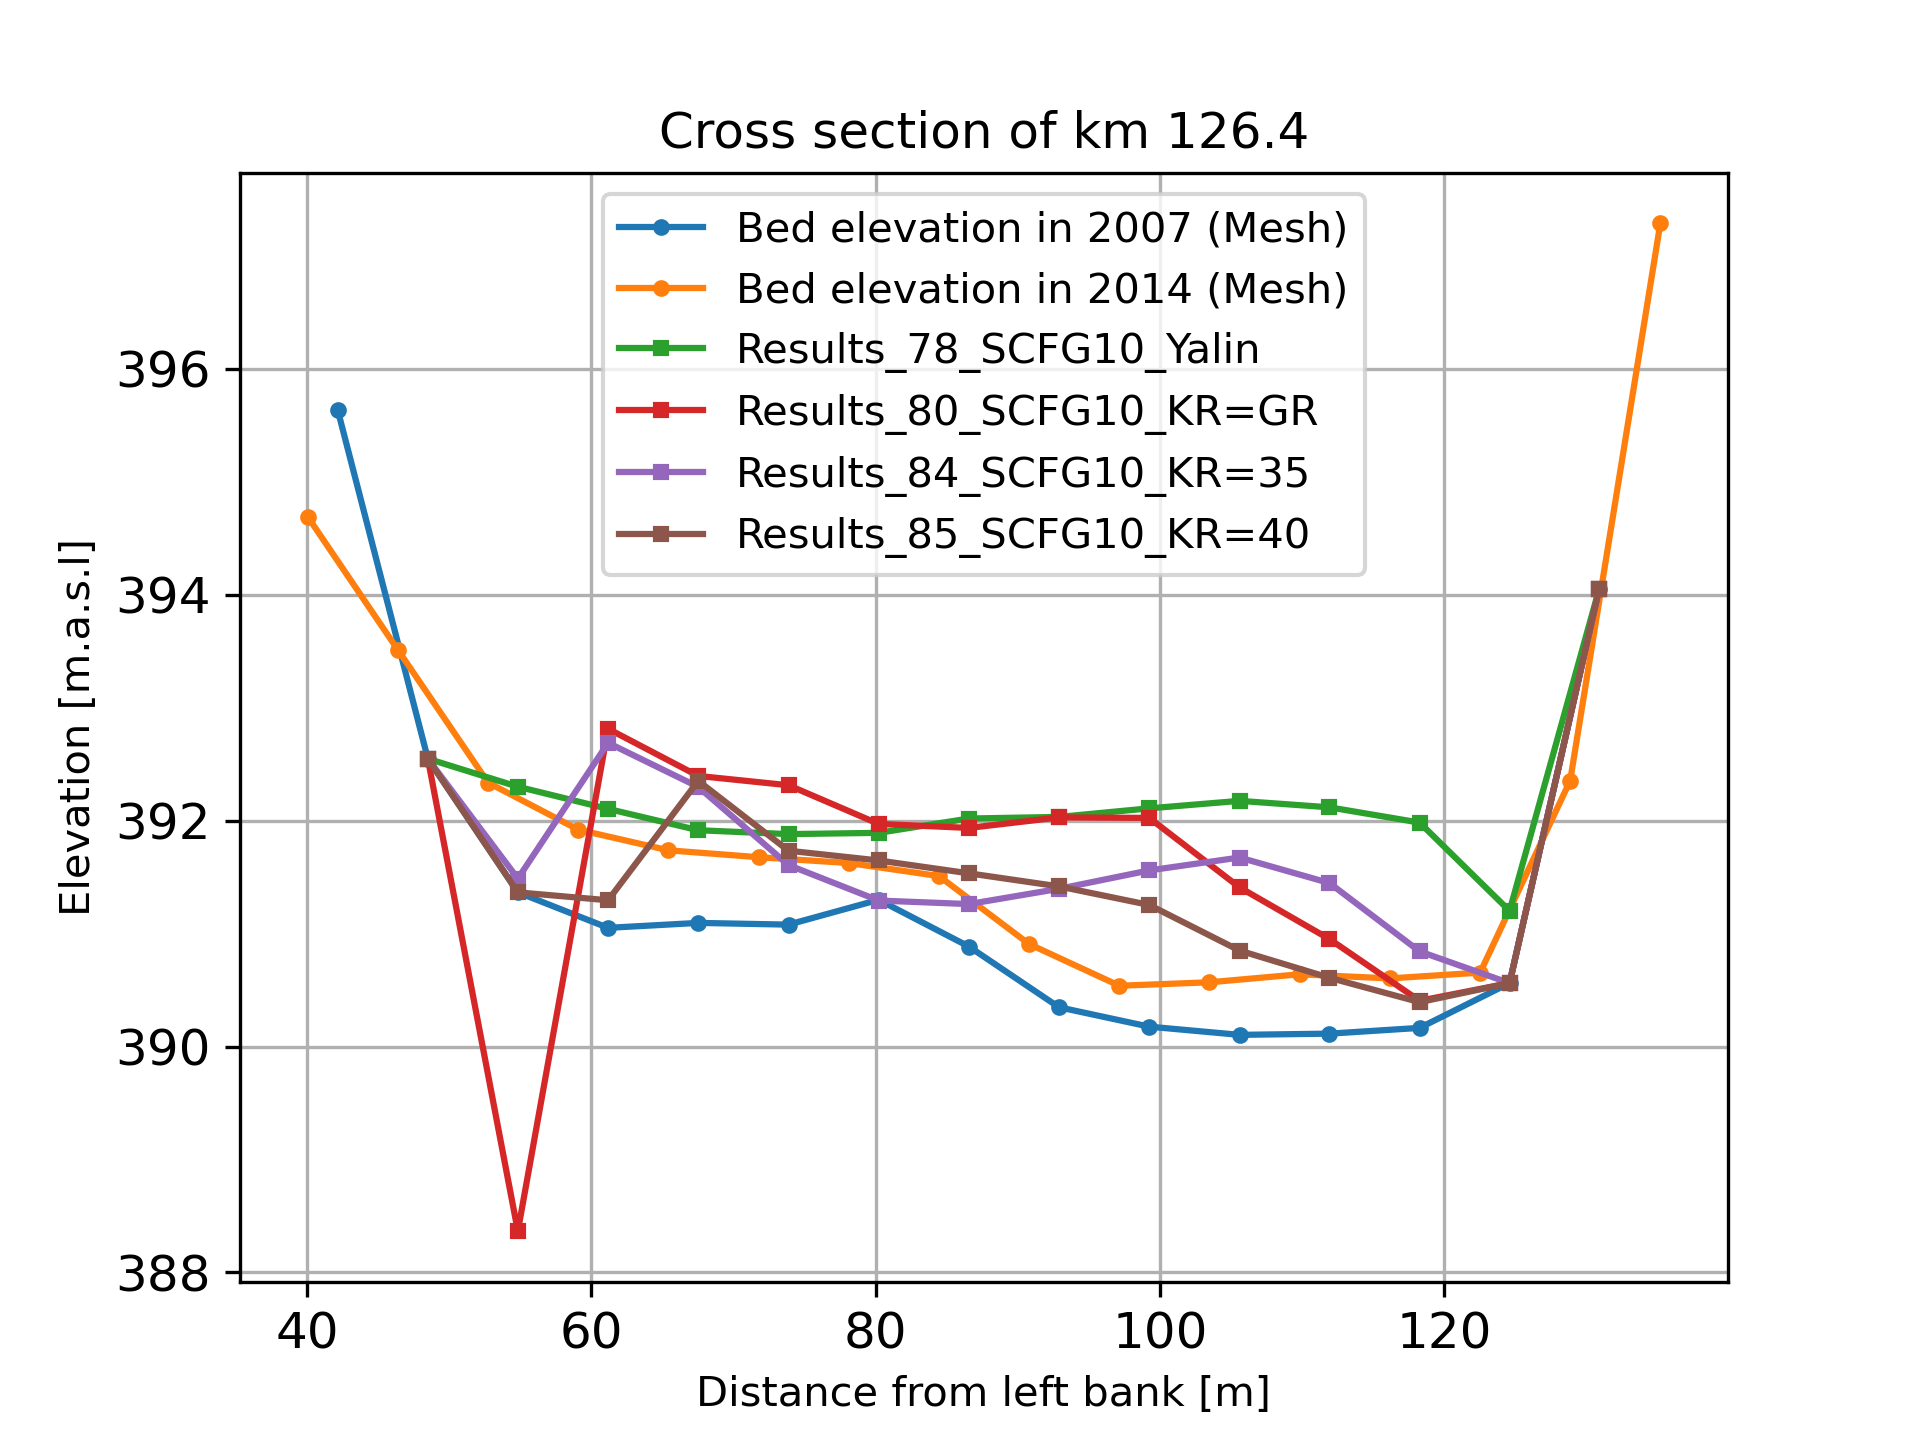 Cross section of km 126.4
Bed elevation in 2007 (Mesh)
Bed elevation in 2014 (Mesh)
Results_78_SCFG10_Yalin
Results_80_SCFG10_KR=GR
Results_84_SCFG10_KR=35
Results_85_SCFG10_KR=40
Elevation [m.a.s.l]
396
394
392
390
388
40 60 80 100 120
Distance from left bank [m]